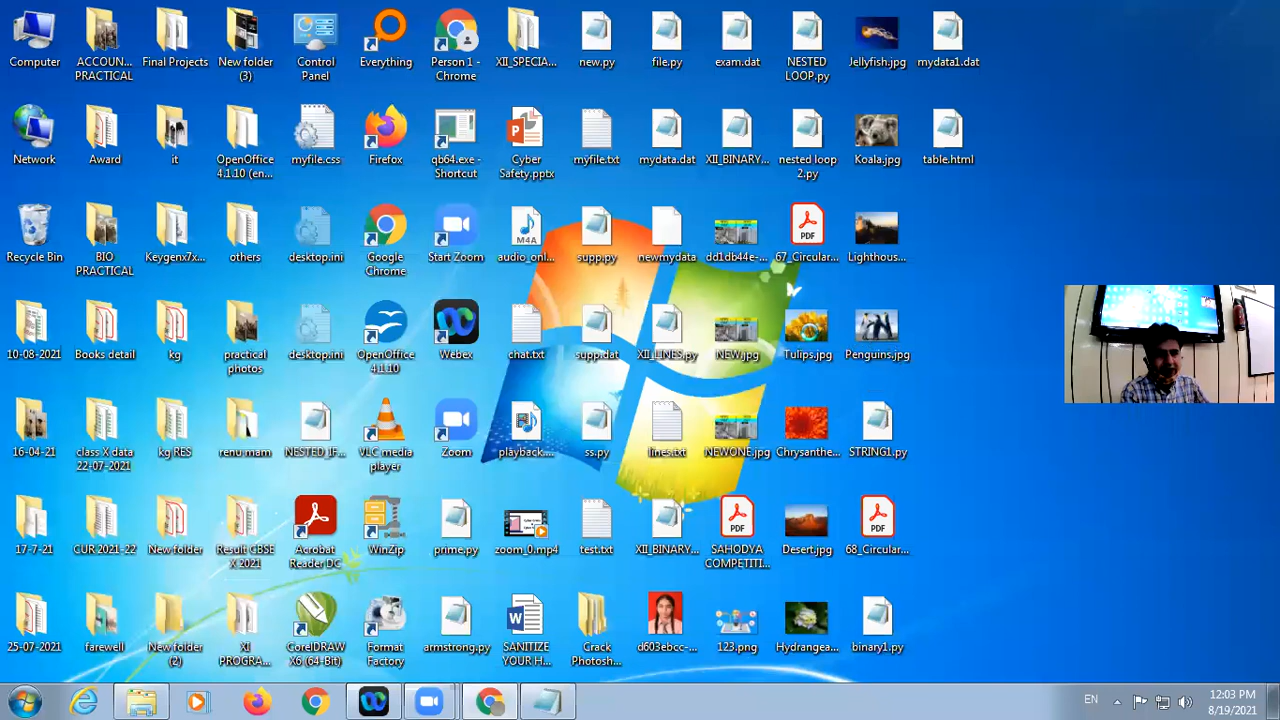 Computer
ACCOUN...
PRACTICAL
Final Projects
New folder
(3)
Control
Panel
Everything
Person 1 -
Chrome
XII_SPECIA...
new.py
file.py
exam.dat
NESTED
LOOP.py
Jellyfish.jpg
mydata1.dat
Network
Award
it
OpenOffice
4.1.10 (en...
myfile.css
Firefox
qb64.exe -
Shortcut
Cyber
Safety.pptx
myfile.txt
mydata.dat
XII_BINARY...
nested loop
2.py
Koala.jpg
table.html
Recycle Bin
BIO
PRACTICAL
Keygenx7x...
others
desktop.ini
Google
Chrome
Start Zoom
M4A
audio_onl...
supp.py
newmydata
dd1db44e-...
PDF
67_Circular...
Lighthous...
10-08-2021
Books detail
kg
practical
photos
desktop.ini
OpenOffice
4.1.10
Webex
chat.txt
supp.dat
XII_LINES.py
NEW.jpg
Tulips.jpg
Penguins.jpg
16-04-21
class X data
22-07-2021
kg RES
renu mam
NESTED_IF...
VLC media
player
Zoom
playback....
ss.py
lines.txt
NEWONE.jpg
Chrysanthe...
STRING1.py
17-7-21
CUR 2021-22
New folder
Result CBSE
X 2021
Acrobat
Reader DC
WinZip
prime.py
zoom_0.mp4
test.txt
XII_BINARY...
PDF
SAHODYA
COMPETITI...
Desert.jpg
PDF
68_Circular...
25-07-2021
farewell
New folder
(2)
XI
PROGRA...
CorelDRAW
X6 (64-Bit)
Format
Factory
armstrong.py
SANITIZE
YOUR H...
Crack
Photosh...
d603ebcc-...
123.png
Hydrangea...
binary1.py
EN
12:03 PM
8/19/2021